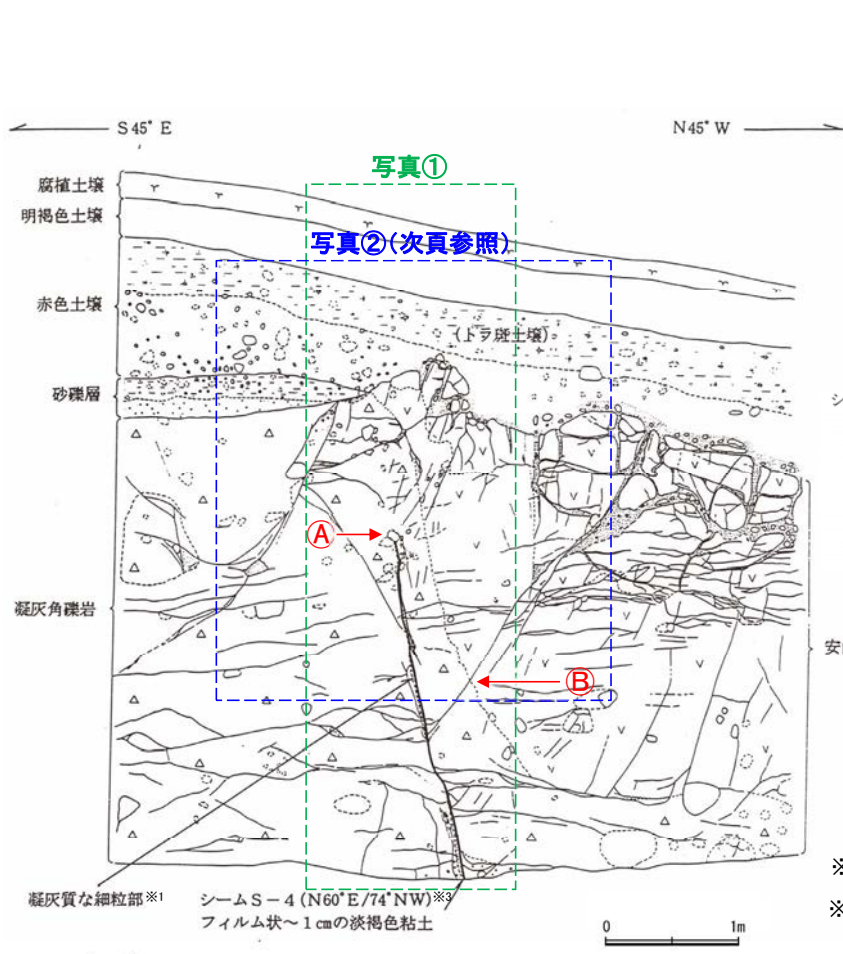 S 45° E
N45° W
写真①
腐植土壌
明褐色土壌
写真②(次頁参照)
赤色土壌
(トラ斑土壌)
砂礫層
シ
Ⓐ
凝灰角礫岩
安
Ⓑ
※
凝灰質な細粒部※1
シームS-4 (N60°E/74°NW)※3
フィルム状~1㎝の淡褐色粘土
※
0 1m